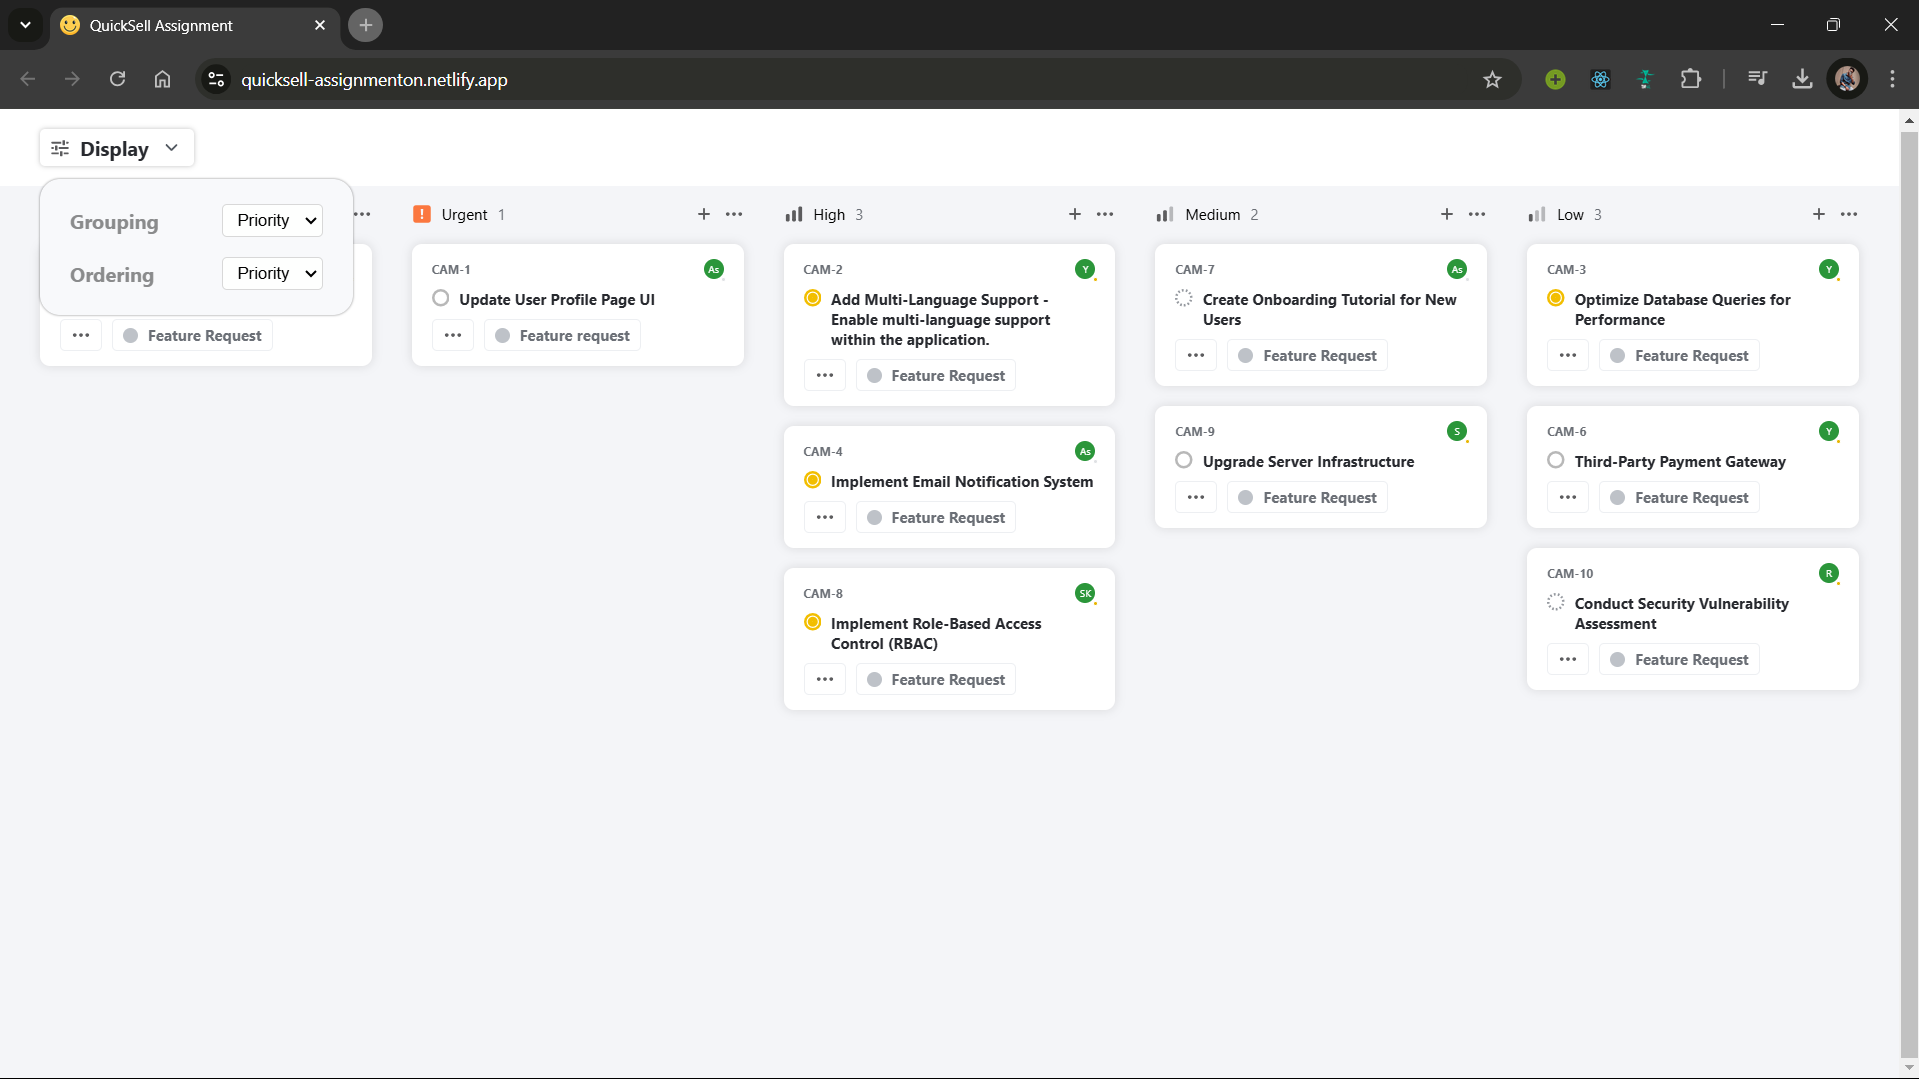 QuickSell Assignment
quicksell-assignmenton.netlify.app
Display
Grouping Priority
Ordering Priority
Feature Request
Urgent 1
CAM-1 As
Update User Profile Page UI
Feature request
High 3
CAM-2 Y
Add Multi-Language Support -
Enable multi-language support
within the application.
Feature Request
CAM-4 As
Implement Email Notification System
Feature Request
CAM-8 SK
Implement Role-Based Access
Control (RBAC)
Feature Request
Medium 2
CAM-7 As
Create Onboarding Tutorial for New
Users
Feature Request
CAM-9 S
Upgrade Server Infrastructure
Feature Request
Low 3
CAM-3 Y
Optimize Database Queries for
Performance
Feature Request
CAM-6 Y
Third-Party Payment Gateway
Feature Request
CAM-10 R
Conduct Security Vulnerability
Assessment
Feature Request